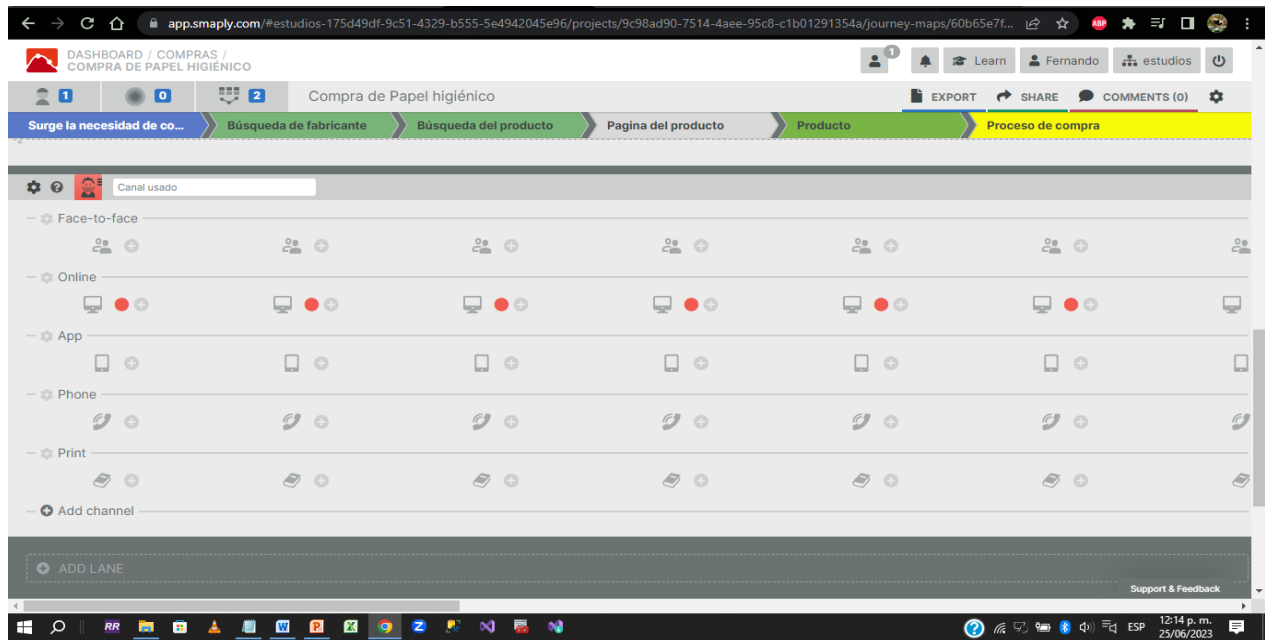 app.smaply.com/#estudios-175d49df-9c51-4329-b555-5e4942045e96/projects/9c98ad90-7514-4aee-95c8-c1b01291354a/journey-maps/60b65e7f...
ABP
DASHBOARD / COMPRAS /
COMPRA DE PAPEL HIGIÉNICO
1
Learn
Fernando
estudios
1
0
2
Compra de Papel higiénico
EXPORT
SHARE
COMMENTS (0)
Surge la necesidad de co...
Búsqueda de fabricante
Búsqueda del producto
Pagina del producto
Producto
Proceso de compra
-2
Canal usado
Face-to-face
Online
App
Phone
Print
Add channel
ADD LANE
Support & Feedback
RR
W
P
X
Z
ESP
12:14 p. m.
25/06/2023